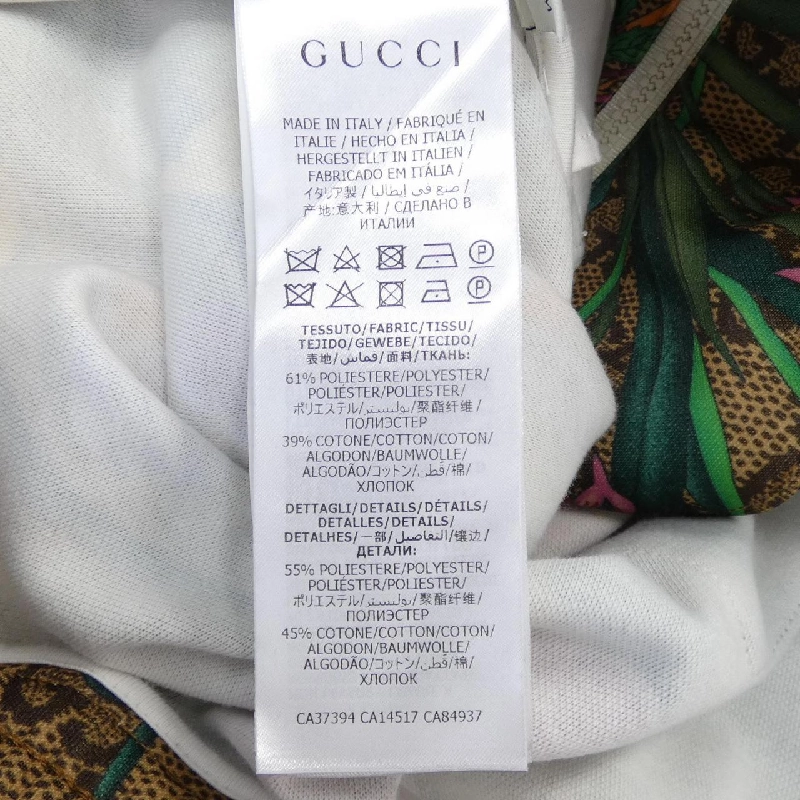 GUCCI
MADE IN ITALY / FABRIQUÉ EN
ITALIE / HECHO EN ITALIA /
HERGESTELLT IN ITALIEN /
FABRICADO EM ITÁLIA /
イタリア製 / صنع في إيطاليا /
产地:意大利 / СДЕЛАНО В
ИТАЛИИ
P
P
TESSUTO/FABRIC/TISSU/
TEJIDO/GEWEBE/TECIDO/
表地/قماش/面料/ТКАНЬ:
61% POLIESTERE/POLYESTER/
POLIÉSTER/POLIESTER/
ポリエステル/بوليستر/聚酯纤维/
ПОЛИЭСТЕР
39% COTONE/COTTON/COTON/
ALGODON/BAUMWOLLE/
ALGODÃO/コットン/قطن/棉/
ХЛОПОК
DETTAGLI/DETAILS/DÉTAILS/
DETALLES/DETAILS/
DETALHES/一部/التفاصيل/镶边/
ДЕТАЛИ:
55% POLIESTERE/POLYESTER/
POLIÉSTER/POLIESTER/
ポリエステル/بوليستر/聚酯纤维/
ПОЛИЭСТЕР
45% COTONE/COTTON/COTON/
ALGODON/BAUMWOLLE/
ALGODÃO/コットン/قطن/棉/
ХЛОПОК
CA37394 CA14517 CA84937